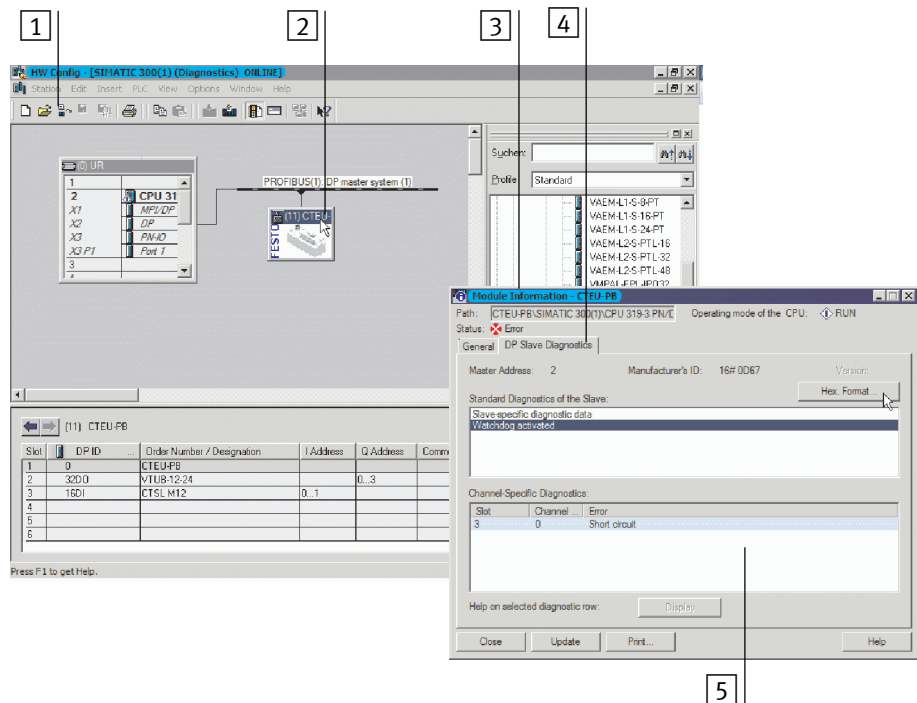 1
2
3
4
HW Config - [SIMATIC 300(1) (Diagnostics) ONLINE]
Station Edit Insert PLC View Options Window Help
Suchen:
Profile
Standard
(0) UR
1
2 CPU 31
X1 MPI/DP
X2 DP
X3 PN-IO
X3 P1 Port 1
3
PROFIBUS(1): DP master system (1)
(11) CTEU-
FESTO
VAEM-L1-S-8-PT
VAEM-L1-S-16-PT
VAEM-L1-S-24-PT
VAEM-L2-S-PTL-16
VAEM-L2-S-PTL-32
VAEM-L2-S-PTL-48
VMPAL-EPL-IPO32
Module Information - CTEU-PB
Path: CTEU-PB\SIMATIC 300(1)\CPU 319-3 PN/D Operating mode of the CPU: RUN
Status: Error
General DP Slave Diagnostics
Master Address: 2 Manufacturer's ID: 16# 0D67 Version:
Hex. Format...
Standard Diagnostics of the Slave:
Slave-specific diagnostic data
Watchdog activated
Channel-Specific Diagnostics:
Slot Channel ... Error
3 0 Short circuit
Help on selected diagnostic row: Display
Close Update Print... Help
(11) CTEU-PB
Slot DP ID ... Order Number / Designation I Address Q Address Comm
1 0 CTEU-PB
2 32DO VTUB-12-24 0...3
3 16DI CTSL M12 0...1
4
5
6
Press F1 to get Help.
5